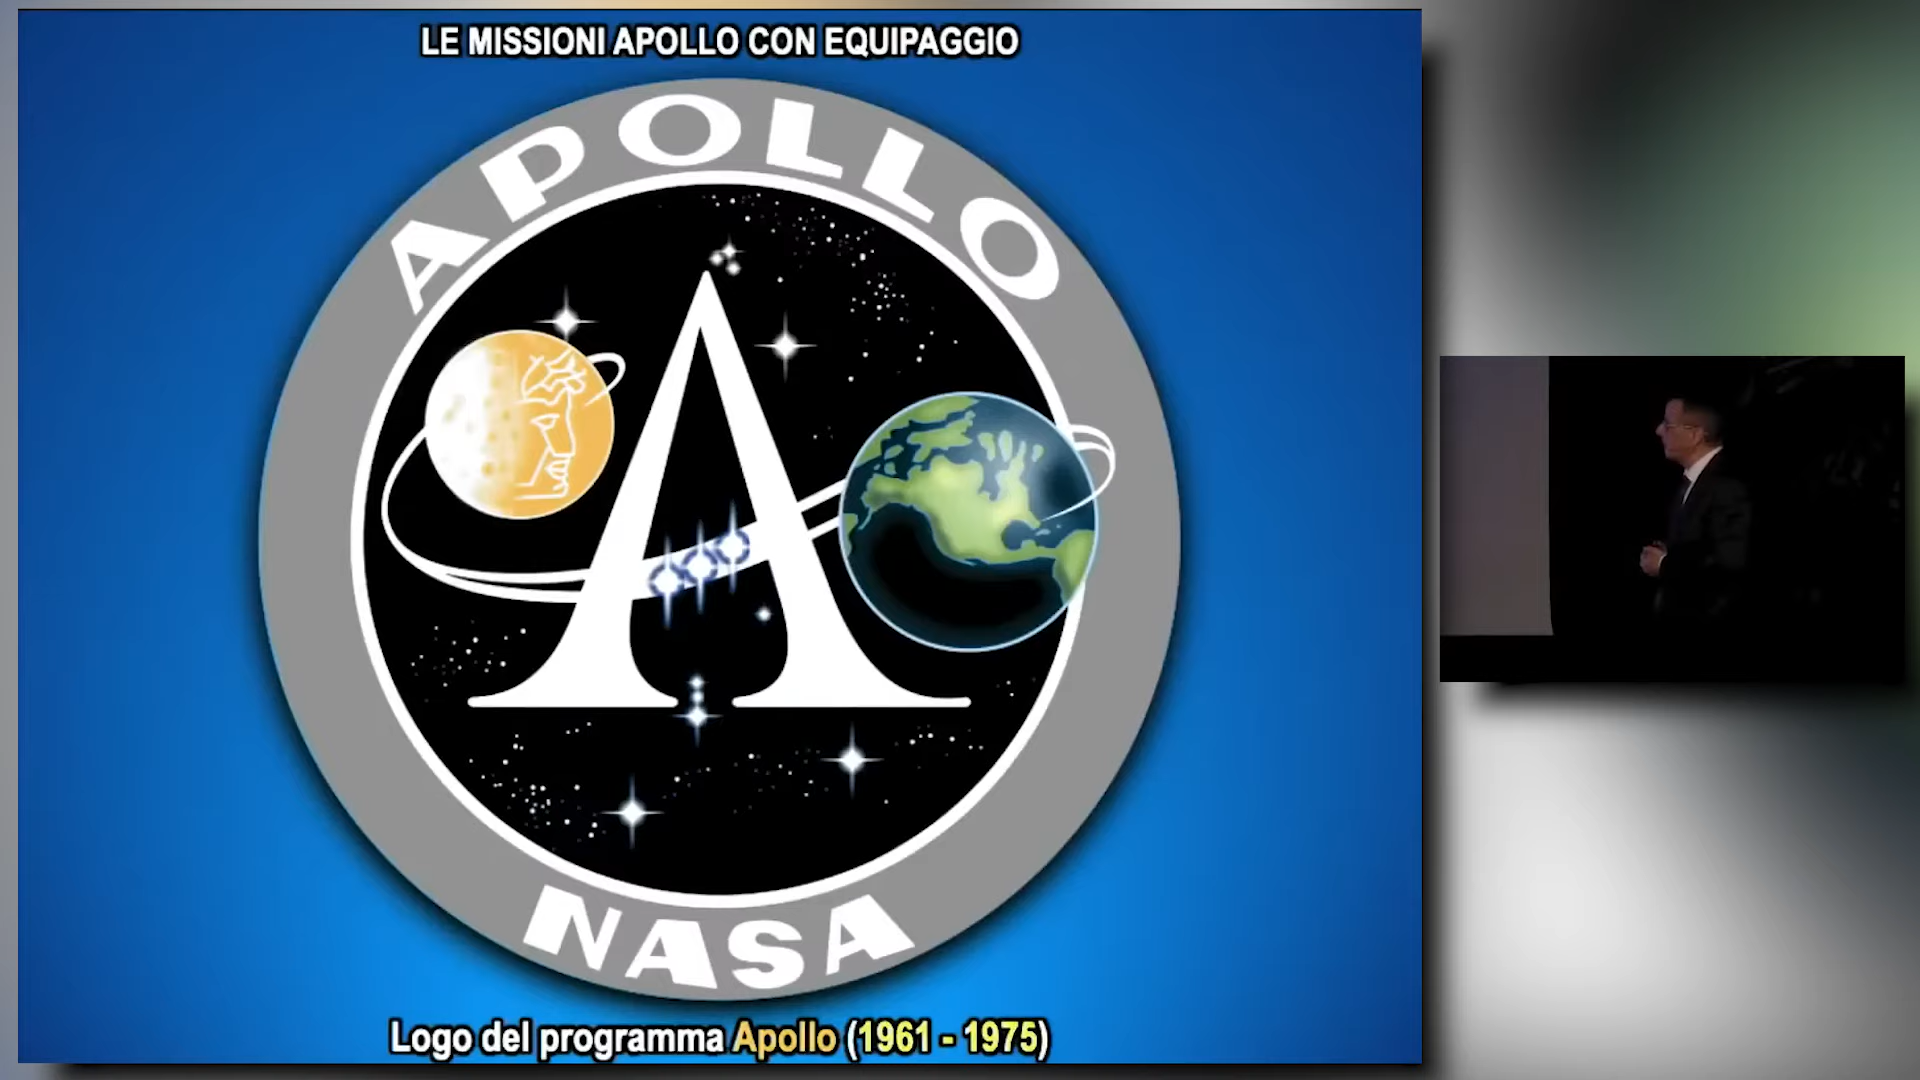 LE MISSIONI APOLLO CON EQUIPAGGIO
APOLLO
NASA
Logo del programma Apollo (1961 - 1975)